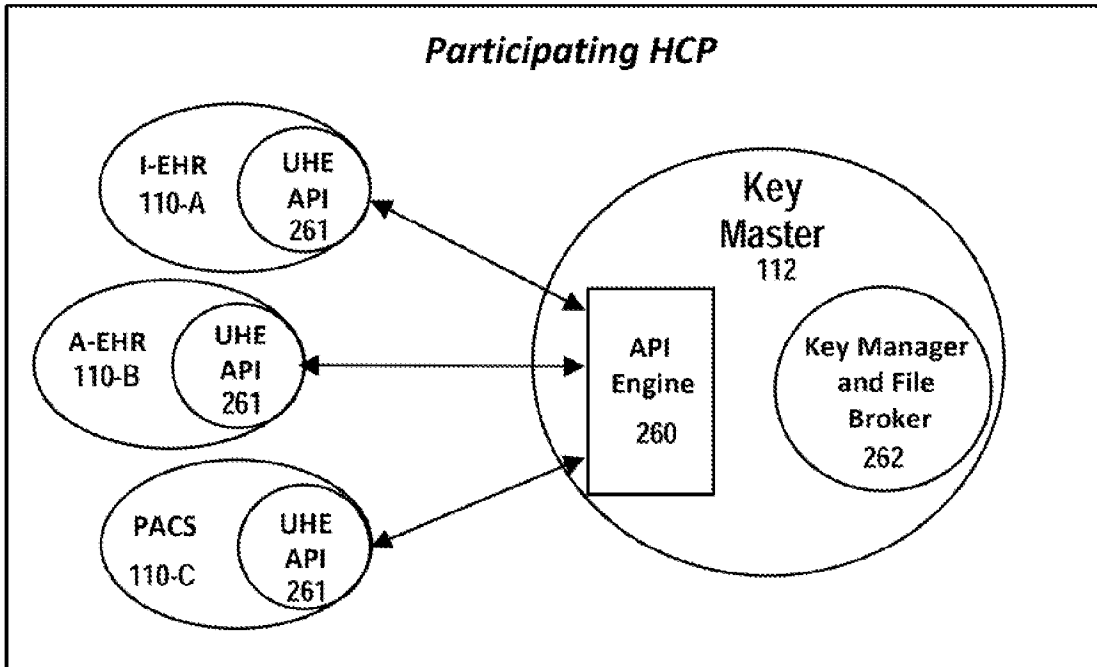 Participating HCP
I-EHR
110-A
UHE
API
261
A-EHR
110-B
UHE
API
261
PACS
110-C
UHE
API
261
Key
Master
112
API
Engine
260
Key Manager
and File
Broker
262